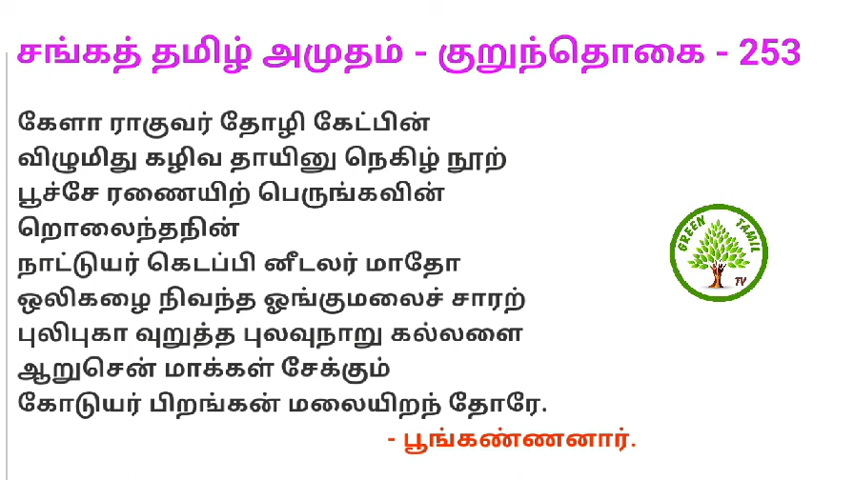 சங்கத் தமிழ் அமுதம் - குறுந்தொகை - 253
கேளா ராகுவர் தோழி கேட்பின்
விழுமிது கழிவ தாயினு நெகிழ் நூற்
பூச்சே ரணையிற் பெருங்கவின்
றொலைந்தநின்
நாட்டுயர் கெடப்பி னீடலர் மாதோ
ஒலிகழை நிவந்த ஓங்குமலைச் சாரற்
புலிபுகா வுறுத்த புலவுநாறு கல்லளை
ஆறுசென் மாக்கள் சேக்கும்
கோடுயர் பிறங்கன் மலையிறந் தோரே.
- பூங்கண்ணனார்.
GREEN TAMIL
TV